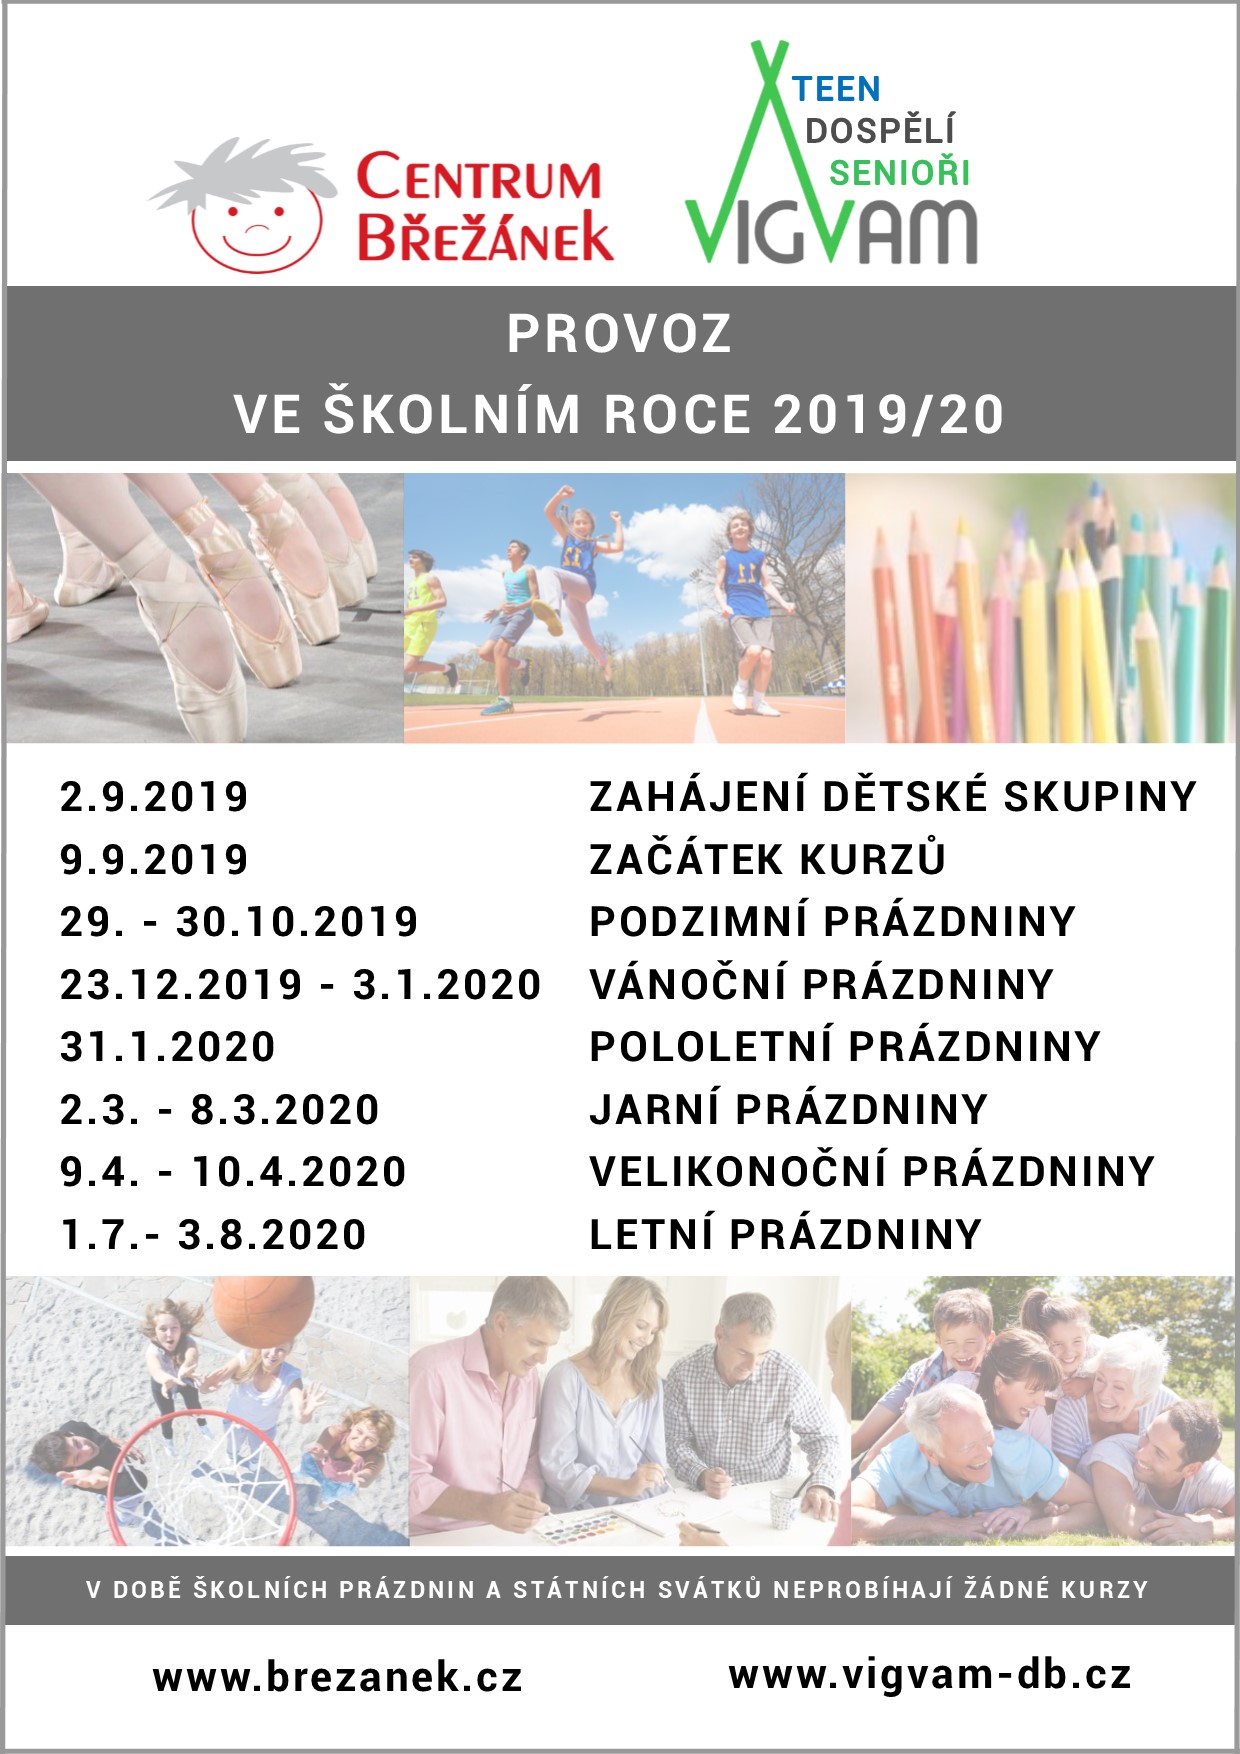 TEEN
DOSPĚLÍ
SENIOŘI
CENTRUM
BŘEŽÁNEK
VIGVAM
PROVOZ
VE ŠKOLNÍM ROCE 2019/20
2.9.2019 ZAHÁJENÍ DĚTSKÉ SKUPINY
9.9.2019 ZAČÁTEK KURZŮ
29. - 30.10.2019 PODZIMNÍ PRÁZDNINY
23.12.2019 - 3.1.2020 VÁNOČNÍ PRÁZDNINY
31.1.2020 POLOLETNÍ PRÁZDNINY
2.3. - 8.3.2020 JARNÍ PRÁZDNINY
9.4. - 10.4.2020 VELIKONOČNÍ PRÁZDNINY
1.7.- 3.8.2020 LETNÍ PRÁZDNINY
V DOBĚ ŠKOLNÍCH PRÁZDNIN A STÁTNÍCH SVÁTKŮ NEPROBÍHAJÍ ŽÁDNÉ KURZY
www.brezanek.cz www.vigvam-db.cz